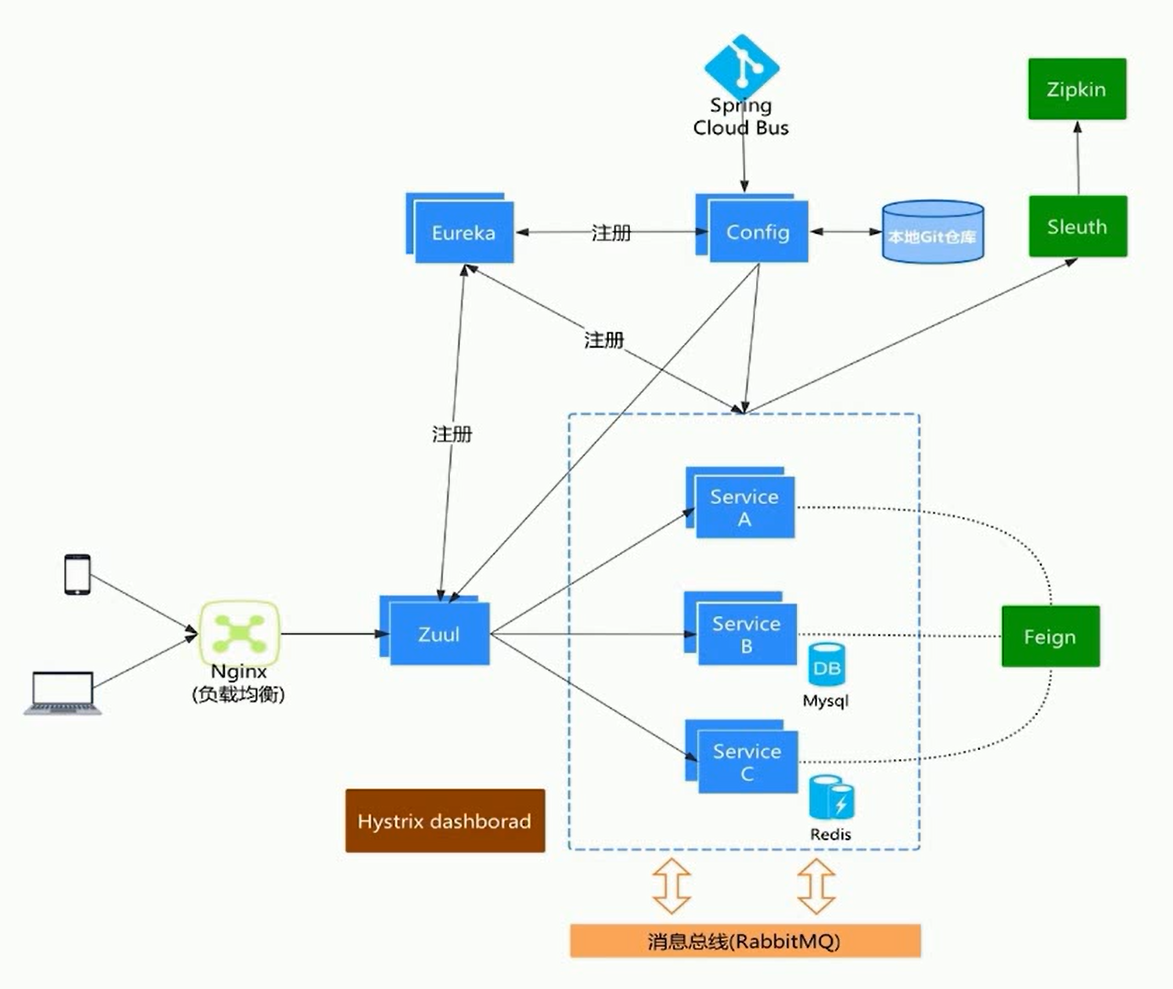 Spring
Cloud Bus
Zipkin
Eureka
注册
Config
本地Git仓库
Sleuth
注册
注册
Service
A
Zuul
Service
B
Feign
Nginx
(负载均衡)
DB
Mysql
Service
C
Hystrix dashborad
Redis
消息总线(RabbitMQ)